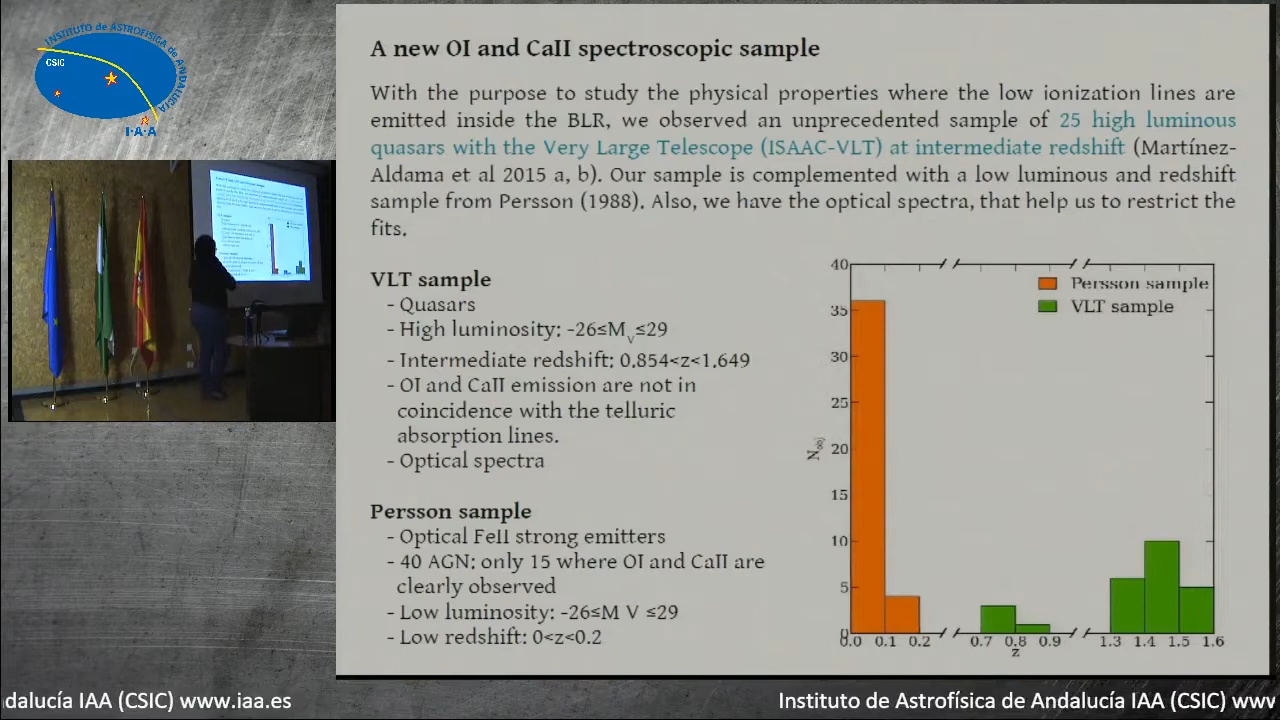 INSTITUTO de ASTROFÍSICA de ANDALUCÍA
CSIC
I·A·A
A new OI and CaII spectroscopic sample
With the purpose to study the physical properties where the low ionization lines are
emitted inside the BLR, we observed an unprecedented sample of 25 high luminous
quasars with the Very Large Telescope (ISAAC-VLT) at intermediate redshift (Martínez-
Aldama et al 2015 a, b). Our sample is complemented with a low luminous and redshift
sample from Persson (1988). Also, we have the optical spectra, that help us to restrict the
fits.
VLT sample
- Quasars
- High luminosity: -26≤Mv≤29
- Intermediate redshift: 0.854<z<1.649
- OI and CaII emission are not in
coincidence with the telluric
absorption lines.
- Optical spectra
Persson sample
- Optical FeII strong emitters
- 40 AGN: only 15 where OI and CaII are
clearly observed
- Low luminosity: -26≤M V ≤29
- Low redshift: 0<z<0.2
Persson sample
VLT sample
40
35
30
25
20
15
10
5
0
Nobj
0.0 0.1 0.2 0.7 0.8 0.9 1.3 1.4 1.5 1.6
z
dalucía IAA (CSIC) www.iaa.es
Instituto de Astrofísica de Andalucía IAA (CSIC) www